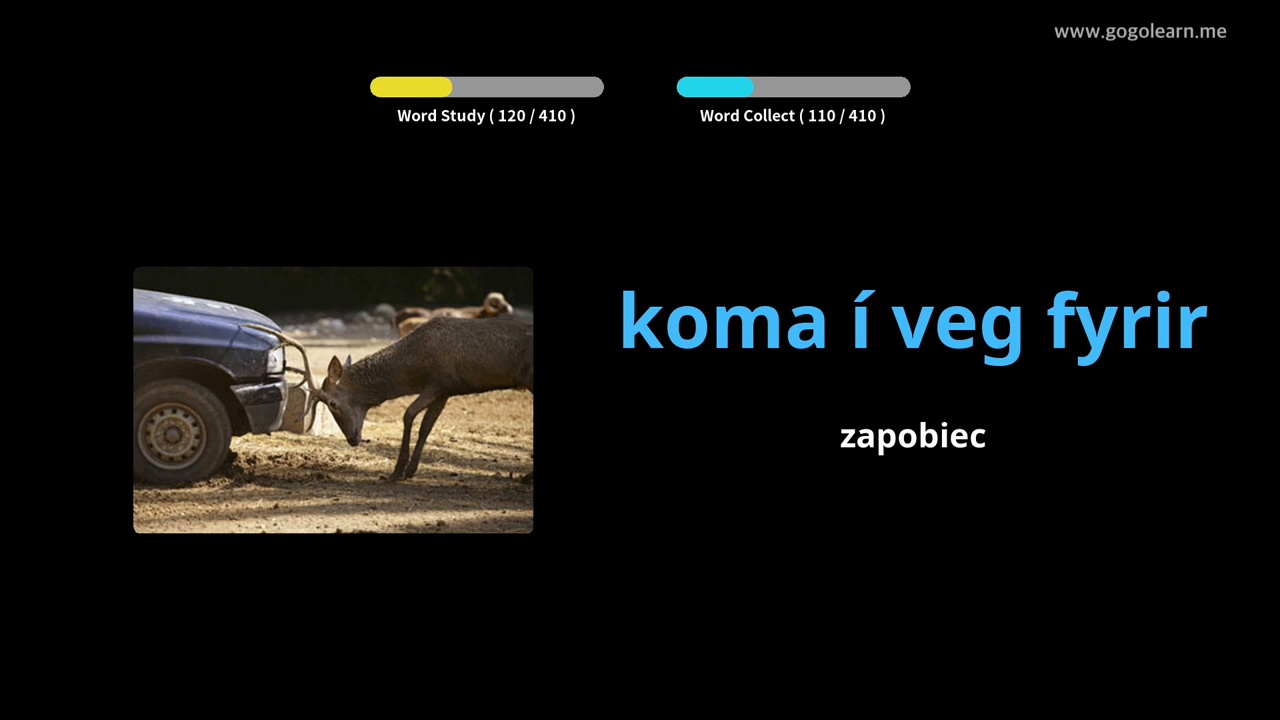 www.gogolearn.me
Word Study ( 120 / 410 )
Word Collect ( 110 / 410 )
koma í veg fyrir
zapobiec